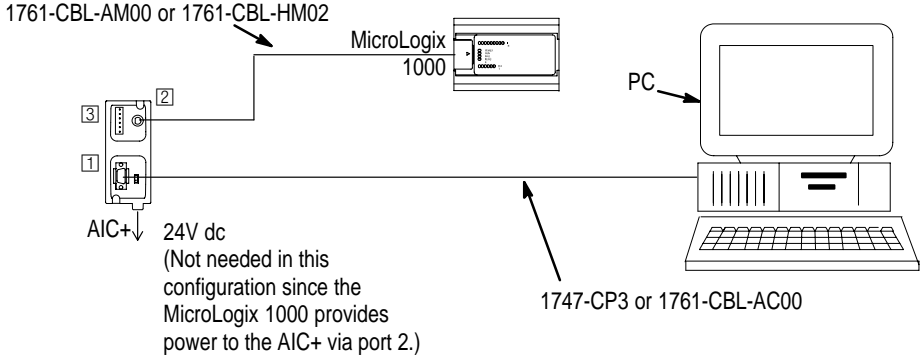 1761-CBL-AM00 or 1761-CBL-HM02
MicroLogix
1000
PC
2
3
1
AIC+
24V dc
(Not needed in this
configuration since the
MicroLogix 1000 provides
power to the AIC+ via port 2.)
1747-CP3 or 1761-CBL-AC00